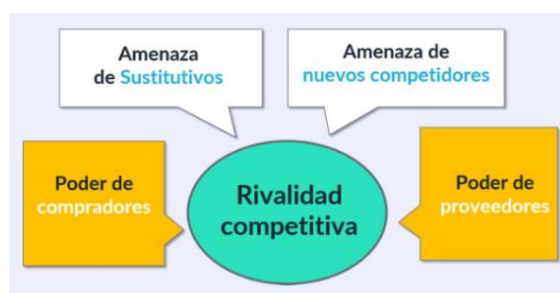 Amenaza
de Sustitutivos
Amenaza de
nuevos competidores
Poder de
compradores
Rivalidad
competitiva
Poder de
proveedores